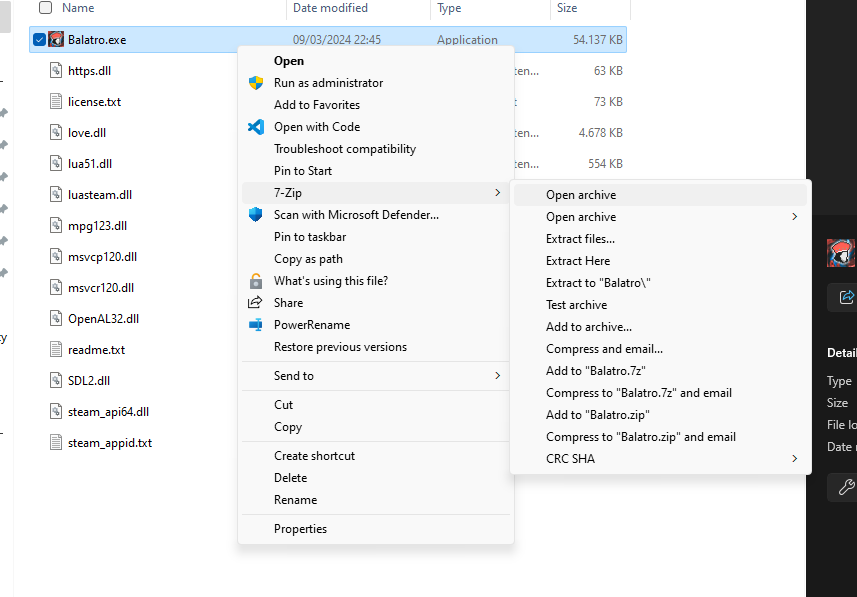 Name Date modified Type Size
Balatro.exe 09/03/2024 22:45 Application 54.137 KB
https.dll ten... 63 KB
license.txt t 73 KB
love.dll ten... 4.678 KB
lua51.dll ten... 554 KB
luasteam.dll
mpg123.dll
msvcp120.dll
msvcr120.dll
OpenAL32.dll
readme.txt
SDL2.dll
steam_api64.dll
steam_appid.txt
Open
Run as administrator
Add to Favorites
Open with Code
Troubleshoot compatibility
Pin to Start
7-Zip
Scan with Microsoft Defender...
Pin to taskbar
Copy as path
What's using this file?
Share
PowerRename
Restore previous versions
Send to
Cut
Copy
Create shortcut
Delete
Rename
Properties
Open archive
Open archive
Extract files...
Extract Here
Extract to "Balatro\"
Test archive
Add to archive...
Compress and email...
Add to "Balatro.7z"
Compress to "Balatro.7z" and email
Add to "Balatro.zip"
Compress to "Balatro.zip" and email
CRC SHA
Detai
Type
Size
File lo
Date